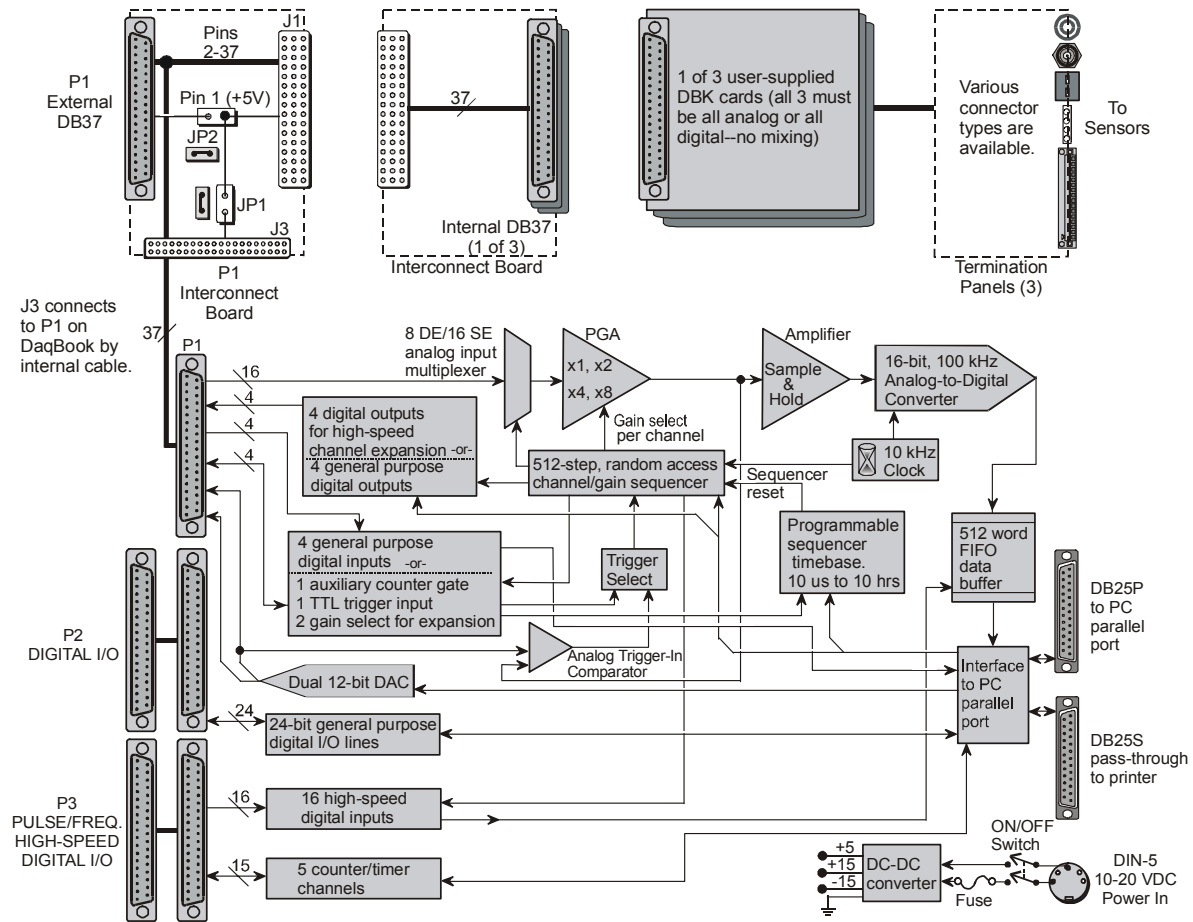 Pins
2-37
J1
P1
External
DB37
Pin 1 (+5V)
JP2
JP1
J3
P1
Interconnect
Board
37
Internal DB37
(1 of 3)
Interconnect Board
1 of 3 user-supplied
DBK cards (all 3 must
be all analog or all
digital--no mixing)
Various
connector
types are
available.
To
Sensors
Termination
Panels (3)
J3 connects
to P1 on
DaqBook by
internal cable.
37
P1
16
4
4
4
8 DE/16 SE
analog input
multiplexer
PGA
x1, x2
x4, x8
Gain select
per channel
Amplifier
Sample
&
Hold
16-bit, 100 kHz
Analog-to-Digital
Converter
10 kHz
Clock
4 digital outputs
for high-speed
channel expansion -or-
4 general purpose
digital outputs
512-step, random access
channel/gain sequencer
Sequencer
reset
4 general purpose
digital inputs -or-
1 auxiliary counter gate
1 TTL trigger input
2 gain select for expansion
Trigger
Select
Programmable
sequencer
timebase.
10 us to 10 hrs
512 word
FIFO
data
buffer
DB25P
to PC
parallel
port
P2
DIGITAL I/O
Analog Trigger-In
Comparator
Dual 12-bit DAC
Interface
to PC
parallel
port
24
24-bit general purpose
digital I/O lines
DB25S
pass-through
to printer
P3
PULSE/FREQ.
HIGH-SPEED
DIGITAL I/O
16
16 high-speed
digital inputs
15
5 counter/timer
channels
+5
+15
-15
DC-DC
converter
ON/OFF
Switch
Fuse
DIN-5
10-20 VDC
Power In